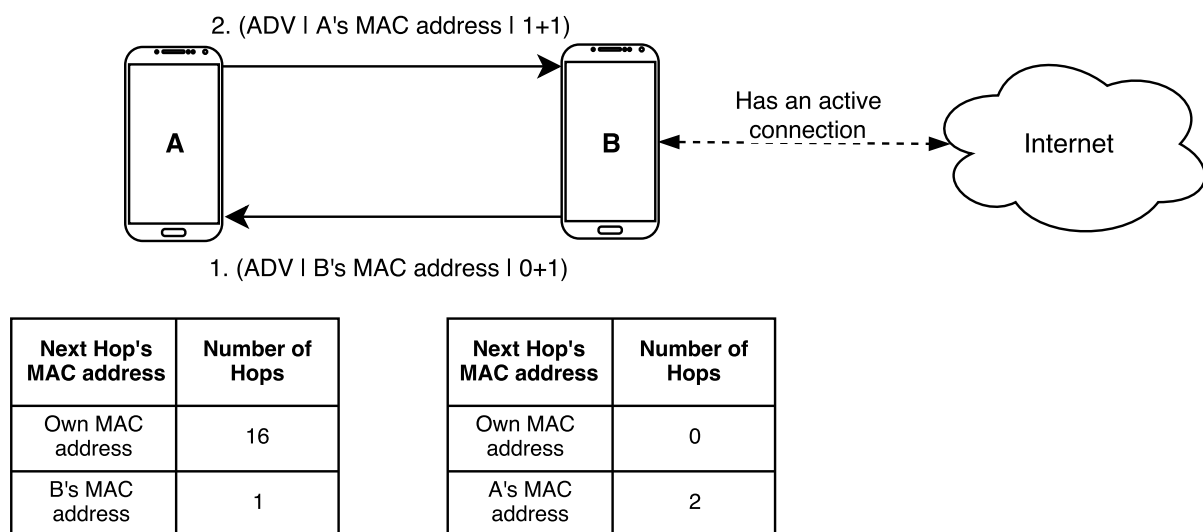 2. (ADV | A's MAC address | 1+1)
A
B
Has an active
connection
Internet
1. (ADV | B's MAC address | 0+1)
Next Hop's
MAC address
Number of
Hops
Own MAC
address
16
B's MAC
address
1
Next Hop's
MAC address
Number of
Hops
Own MAC
address
0
A's MAC
address
2